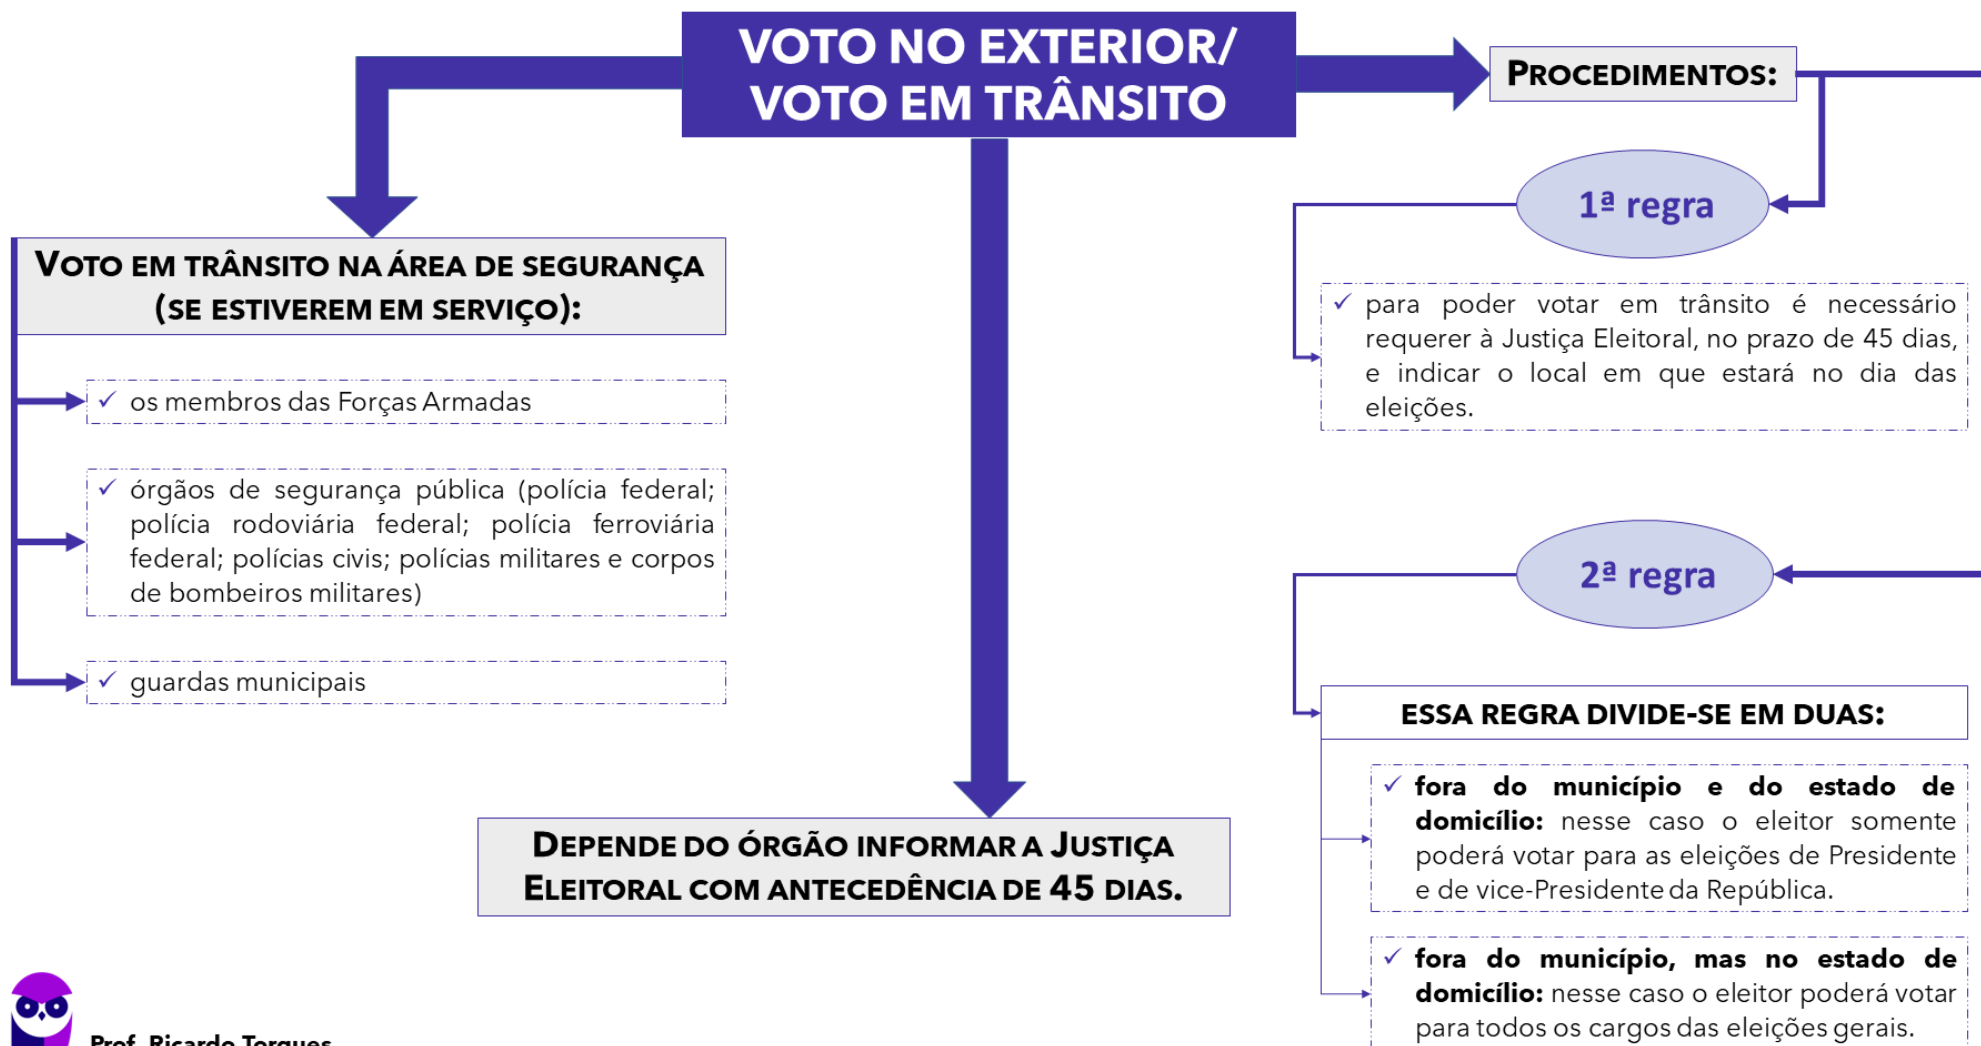 VOTO NO EXTERIOR/
VOTO EM TRÂNSITO
VOTO EM TRÂNSITO NA ÁREA DE SEGURANÇA
(SE ESTIVEREM EM SERVIÇO):
✓ os membros das Forças Armadas
✓ órgãos de segurança pública (polícia federal;
polícia rodoviária federal; polícia ferroviária
federal; polícias civis; polícias militares e corpos
de bombeiros militares)
✓ guardas municipais
DEPENDE DO ÓRGÃO INFORMAR A JUSTIÇA
ELEITORAL COM ANTECEDÊNCIA DE 45 DIAS.
PROCEDIMENTOS:
1ª regra
✓ para poder votar em trânsito é necessário
requerer à Justiça Eleitoral, no prazo de 45 dias,
e indicar o local em que estará no dia das
eleições.
2ª regra
ESSA REGRA DIVIDE-SE EM DUAS:
✓ fora do município e do estado de
domicílio: nesse caso o eleitor somente
poderá votar para as eleições de Presidente
e de vice-Presidente da República.
✓ fora do município, mas no estado de
domicílio: nesse caso o eleitor poderá votar
para todos os cargos das eleições gerais.
Prof. Ricardo Torques